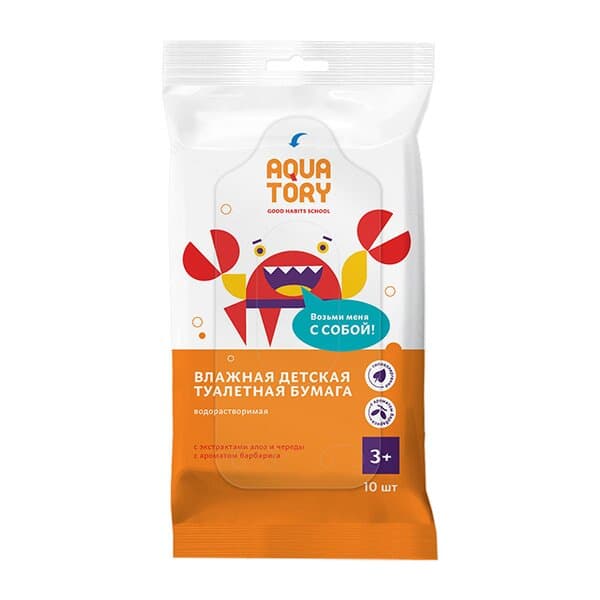 AQUA
TORY
GOOD HABITS SCHOOL
Возьми меня
С СОБОЙ!
ВЛАЖНАЯ ДЕТСКАЯ
ТУАЛЕТНАЯ БУМАГА
водорастворимая
с экстрактами алоэ и череды
с ароматом барбариса
3+
10 шт